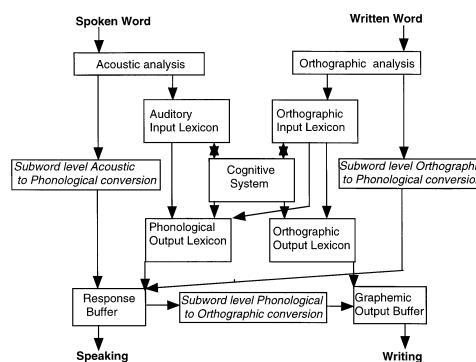 Spoken Word
Written Word
Acoustic analysis
Orthographic analysis
Auditory
Input Lexicon
Orthographic
Input Lexicon
Subword level Acoustic
to Phonological conversion
Cognitive
System
Subword level Orthographic
to Phonological conversion
Phonological
Output Lexicon
Orthographic
Output Lexicon
Response
Buffer
Subword level Phonological
to Orthographic conversion
Graphemic
Output Buffer
Speaking
Writing